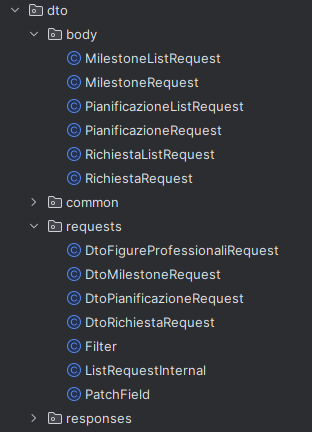 dto
body
MilestoneListRequest
MilestoneRequest
PianificazioneListRequest
PianificazioneRequest
RichiestaListRequest
RichiestaRequest
common
requests
DtoFigureProfessionaliRequest
DtoMilestoneRequest
DtoPianificazioneRequest
DtoRichiestaRequest
Filter
ListRequestInternal
PatchField
responses